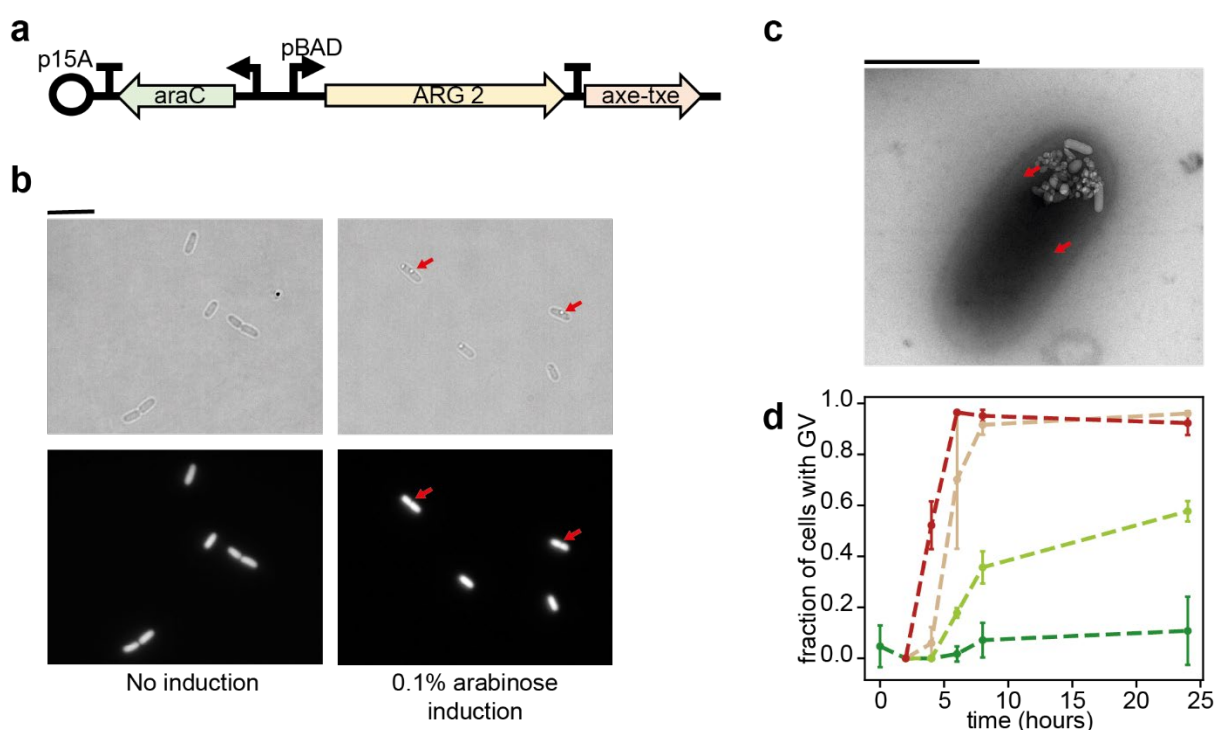 a
p15A
pBAD
araC
ARG 2
axe-txe
b
No induction
0.1% arabinose
induction
c
d
fraction of cells with GV
1.0
0.8
0.6
0.4
0.2
0.0
0
5
10
15
20
25
time (hours)